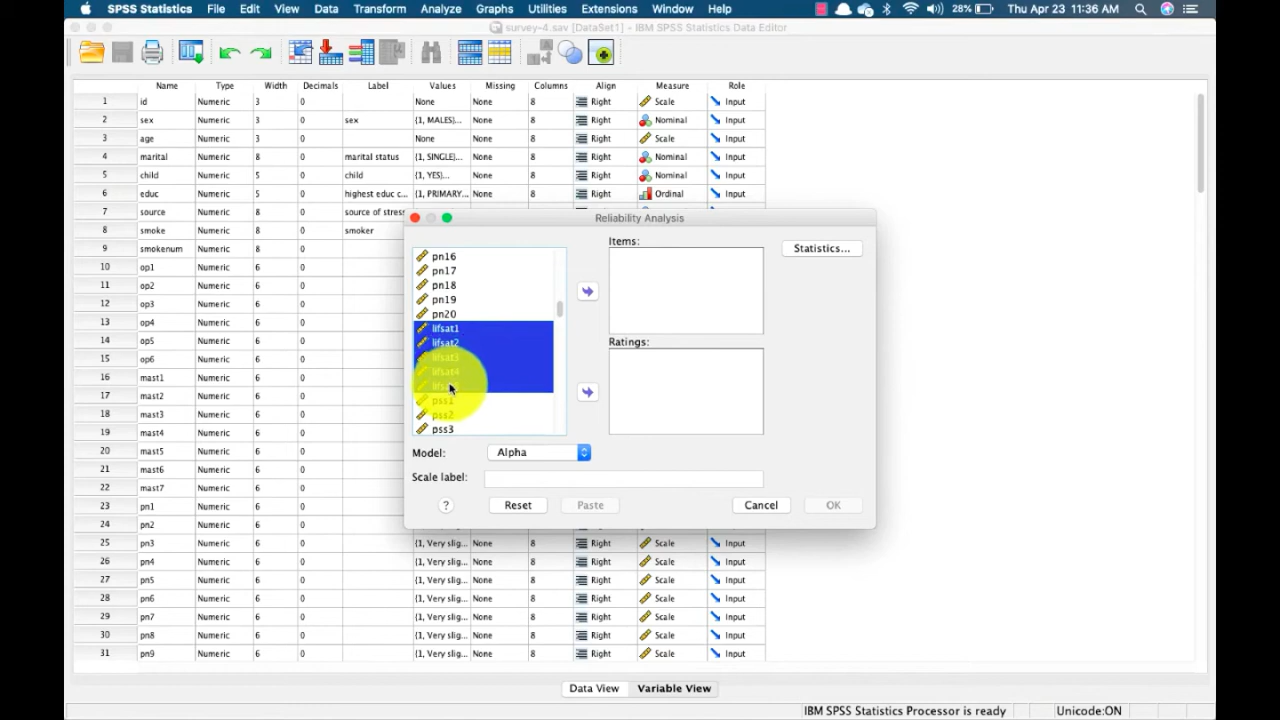 SPSS Statistics File Edit View Data Transform Analyze Graphs Utilities Extensions Window Help 28% Thu Apr 23 11:36 AM
survey-4.sav [DataSet1] - IBM SPSS Statistics Data Editor
Name Type Width Decimals Label Values Missing Columns Align Measure Role
1 id Numeric 3 0 None None 8 Right Scale Input
2 sex Numeric 3 0 sex {1, MALES}... None 8 Right Nominal Input
3 age Numeric 3 0 None None 8 Right Scale Input
4 marital Numeric 8 0 marital status {1, SINGLE}... None 8 Right Nominal Input
5 child Numeric 5 0 child {1, YES}... None 8 Right Nominal Input
6 educ Numeric 5 0 highest educ c... {1, PRIMARY... None 8 Right Ordinal Input
7 source Numeric 8 0 source of stres
8 smoke Numeric 8 0 smoker
9 smokenum Numeric 8 0
10 op1 Numeric 6 0
11 op2 Numeric 6 0
12 op3 Numeric 6 0
13 op4 Numeric 6 0
14 op5 Numeric 6 0
15 op6 Numeric 6 0
16 mast1 Numeric 6 0
17 mast2 Numeric 6 0
18 mast3 Numeric 6 0
19 mast4 Numeric 6 0
20 mast5 Numeric 6 0
21 mast6 Numeric 6 0
22 mast7 Numeric 6 0
23 pn1 Numeric 6 0
24 pn2 Numeric 6 0
25 pn3 Numeric 6 0 {1, Very slig... None 8 Right Scale Input
26 pn4 Numeric 6 0 {1, Very slig... None 8 Right Scale Input
27 pn5 Numeric 6 0 {1, Very slig... None 8 Right Scale Input
28 pn6 Numeric 6 0 {1, Very slig... None 8 Right Scale Input
29 pn7 Numeric 6 0 {1, Very slig... None 8 Right Scale Input
30 pn8 Numeric 6 0 {1, Very slig... None 8 Right Scale Input
31 pn9 Numeric 6 0 {1, Very slig... None 8 Right Scale Input
Reliability Analysis
Items:
Statistics...
pn16
pn17
pn18
pn19
pn20
lifsat1
lifsat2
lifsat3
lifsat4
pss1
pss2
pss3
Ratings:
Model: Alpha
Scale label:
? Reset Paste Cancel OK
Data View Variable View
IBM SPSS Statistics Processor is ready Unicode:ON